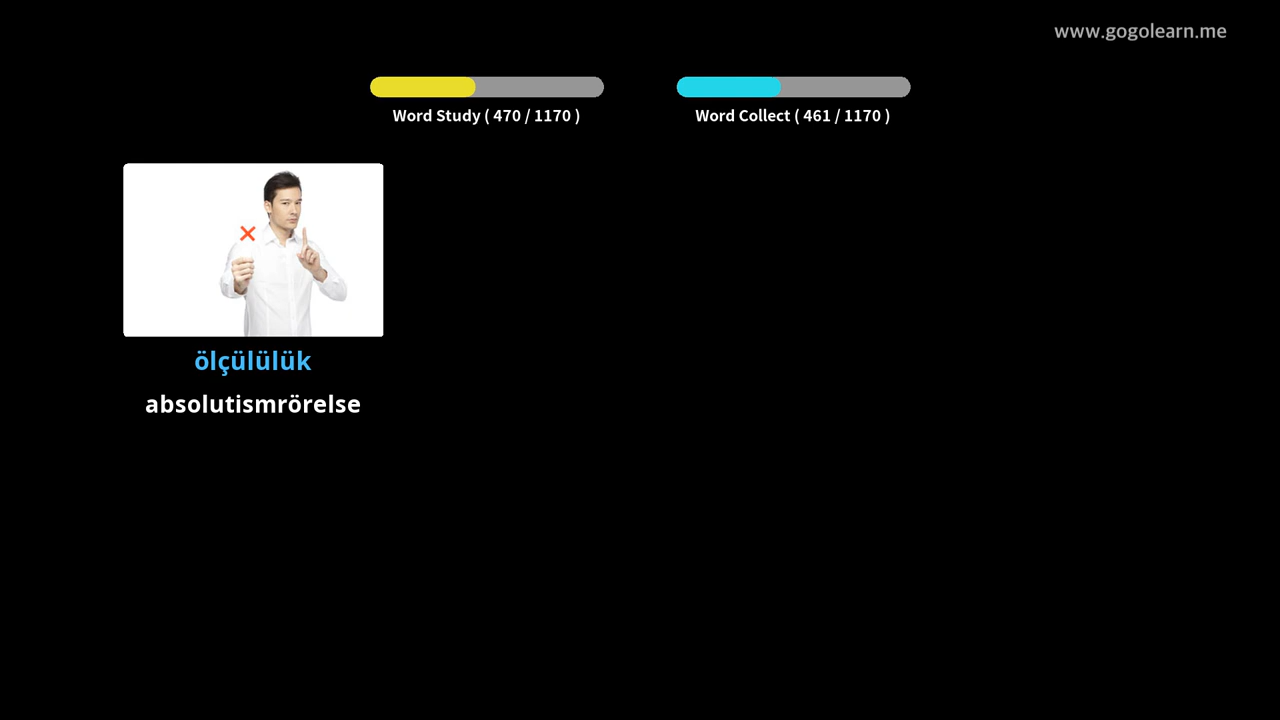 www.gogolearn.me
Word Study ( 470 / 1170 )
Word Collect ( 461 / 1170 )
ölçülülük
absolutismrörelse